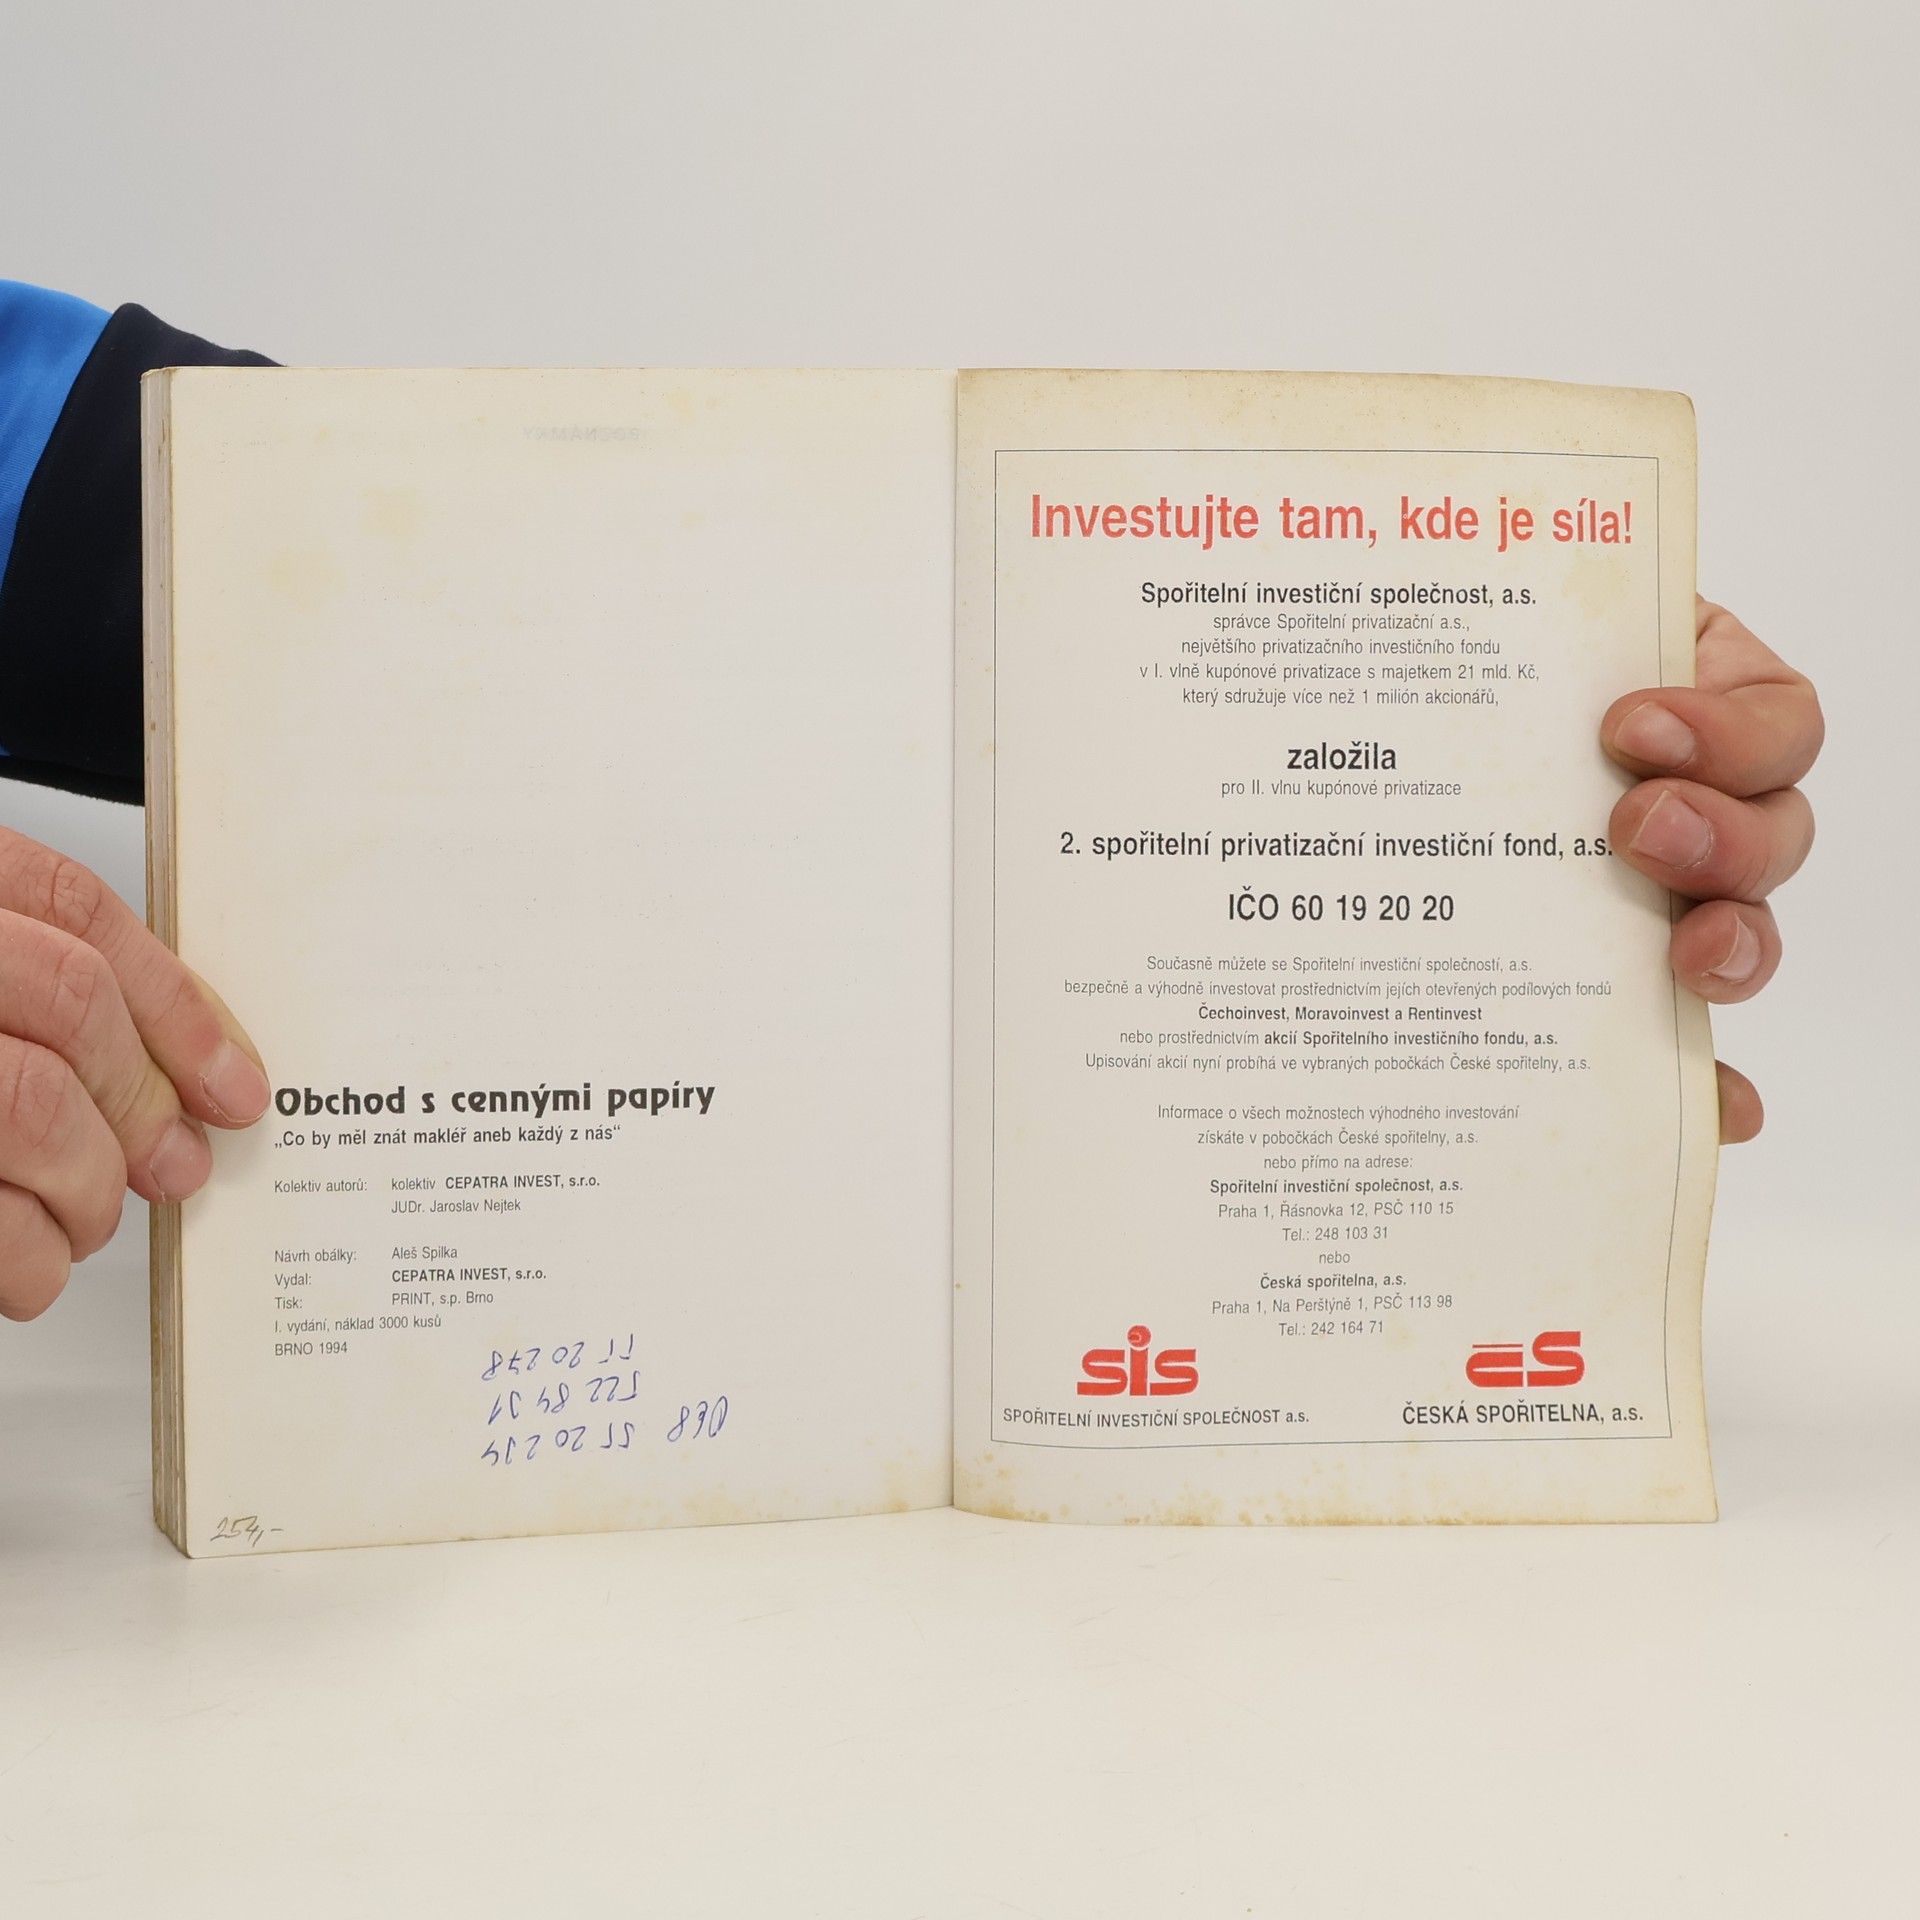 Obchod s cennými papíry
„Co by měl znát makléř aneb každý z nás“
Kolektiv autorů: kolektiv CEPATRA INVEST, s.r.o.
JUDr. Jaroslav Nejtek
Návrh obálky: Aleš Spilka
Vydal: CEPATRA INVEST, s.r.o.
Tisk: PRINT, s.p. Brno
I. vydání, náklad 3000 kusů
BRNO 1994
254,-
Investujte tam, kde je síla!
Spořitelní investiční společnost, a.s.
správce Spořitelní privatizační a.s.,
největšího privatizačního investičního fondu
v I. vlně kupónové privatizace s majetkem 21 mld. Kč,
který sdružuje více než 1 milión akcionářů,
založila
pro II. vlnu kupónové privatizace
2. spořitelní privatizační investiční fond, a.s.
IČO 60 19 20 20
Současně můžete se Spořitelní investiční společností, a.s.
bezpečně a výhodně investovat prostřednictvím jejích otevřených podílových fondů
Čechoinvest, Moravoinvest a Rentinvest
nebo prostřednictvím akcií Spořitelního investičního fondu, a.s.
Upisování akcií nyní probíhá ve vybraných pobočkách České spořitelny, a.s.
Informace o všech možnostech výhodného investování
získáte v pobočkách České spořitelny, a.s.
nebo přímo na adrese:
Spořitelní investiční společnost, a.s.
Praha 1, Řásnovka 12, PSČ 110 15
Tel.: 248 103 31
nebo
Česká spořitelna, a.s.
Praha 1, Na Perštýně 1, PSČ 113 98
Tel.: 242 164 71
sis
SPOŘITELNÍ INVESTIČNÍ SPOLEČNOST a.s.
čs
ČESKÁ SPOŘITELNA, a.s.